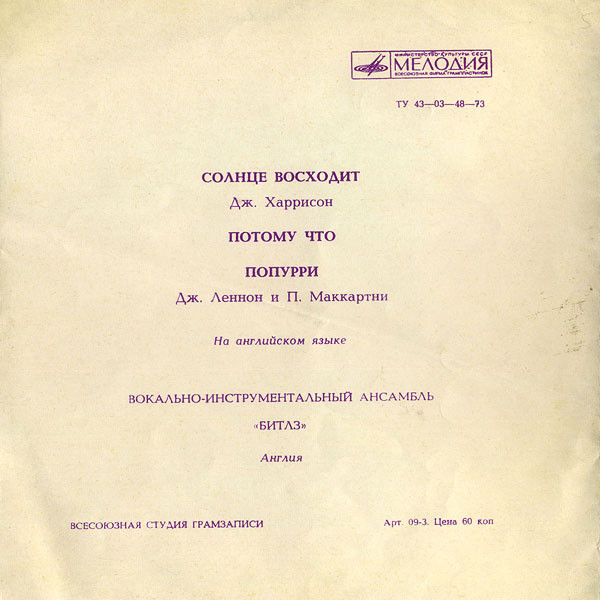 МИНИСТЕРСТВО КУЛЬТУРЫ СССР
МЕЛОДИЯ
ВСЕСОЮЗНАЯ ФИРМА ГРАМПЛАСТИНОК
ТУ 43—03—48—73
СОЛНЦЕ ВОСХОДИТ
Дж. Харрисон
ПОТОМУ ЧТО
ПОПУРРИ
Дж. Леннон и П. Маккартни
На английском языке
ВОКАЛЬНО-ИНСТРУМЕНТАЛЬНЫЙ АНСАМБЛЬ
«БИТЛЗ»
Англия
ВСЕСОЮЗНАЯ СТУДИЯ ГРАМЗАПИСИ
Арт. 09-3. Цена 60 коп